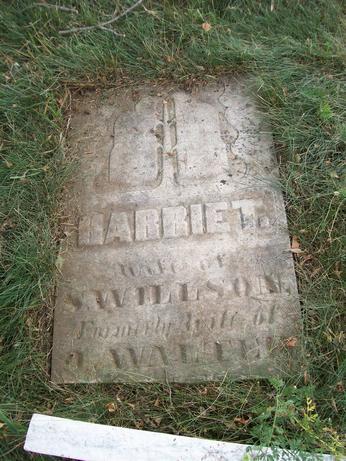 HARRIET.
Wife of
WILLSON,
Formerly Wife of